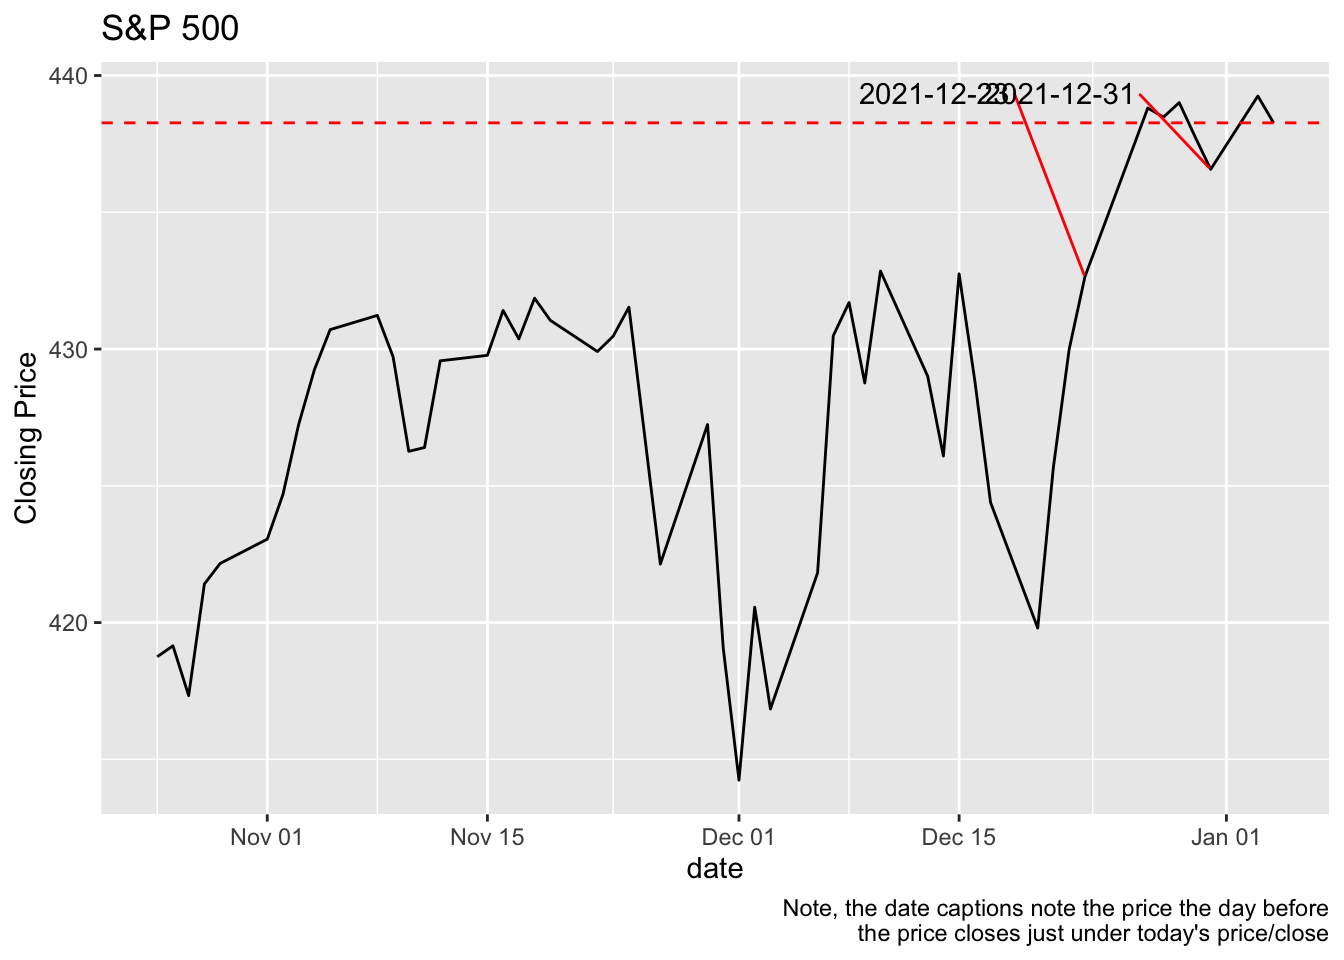 S&P 500
440
430
420
Closing Price
2021-12-23
2021-12-31
Nov 01
Nov 15
Dec 01
Dec 15
Jan 01
date
Note, the date captions note the price the day before
the price closes just under today's price/close